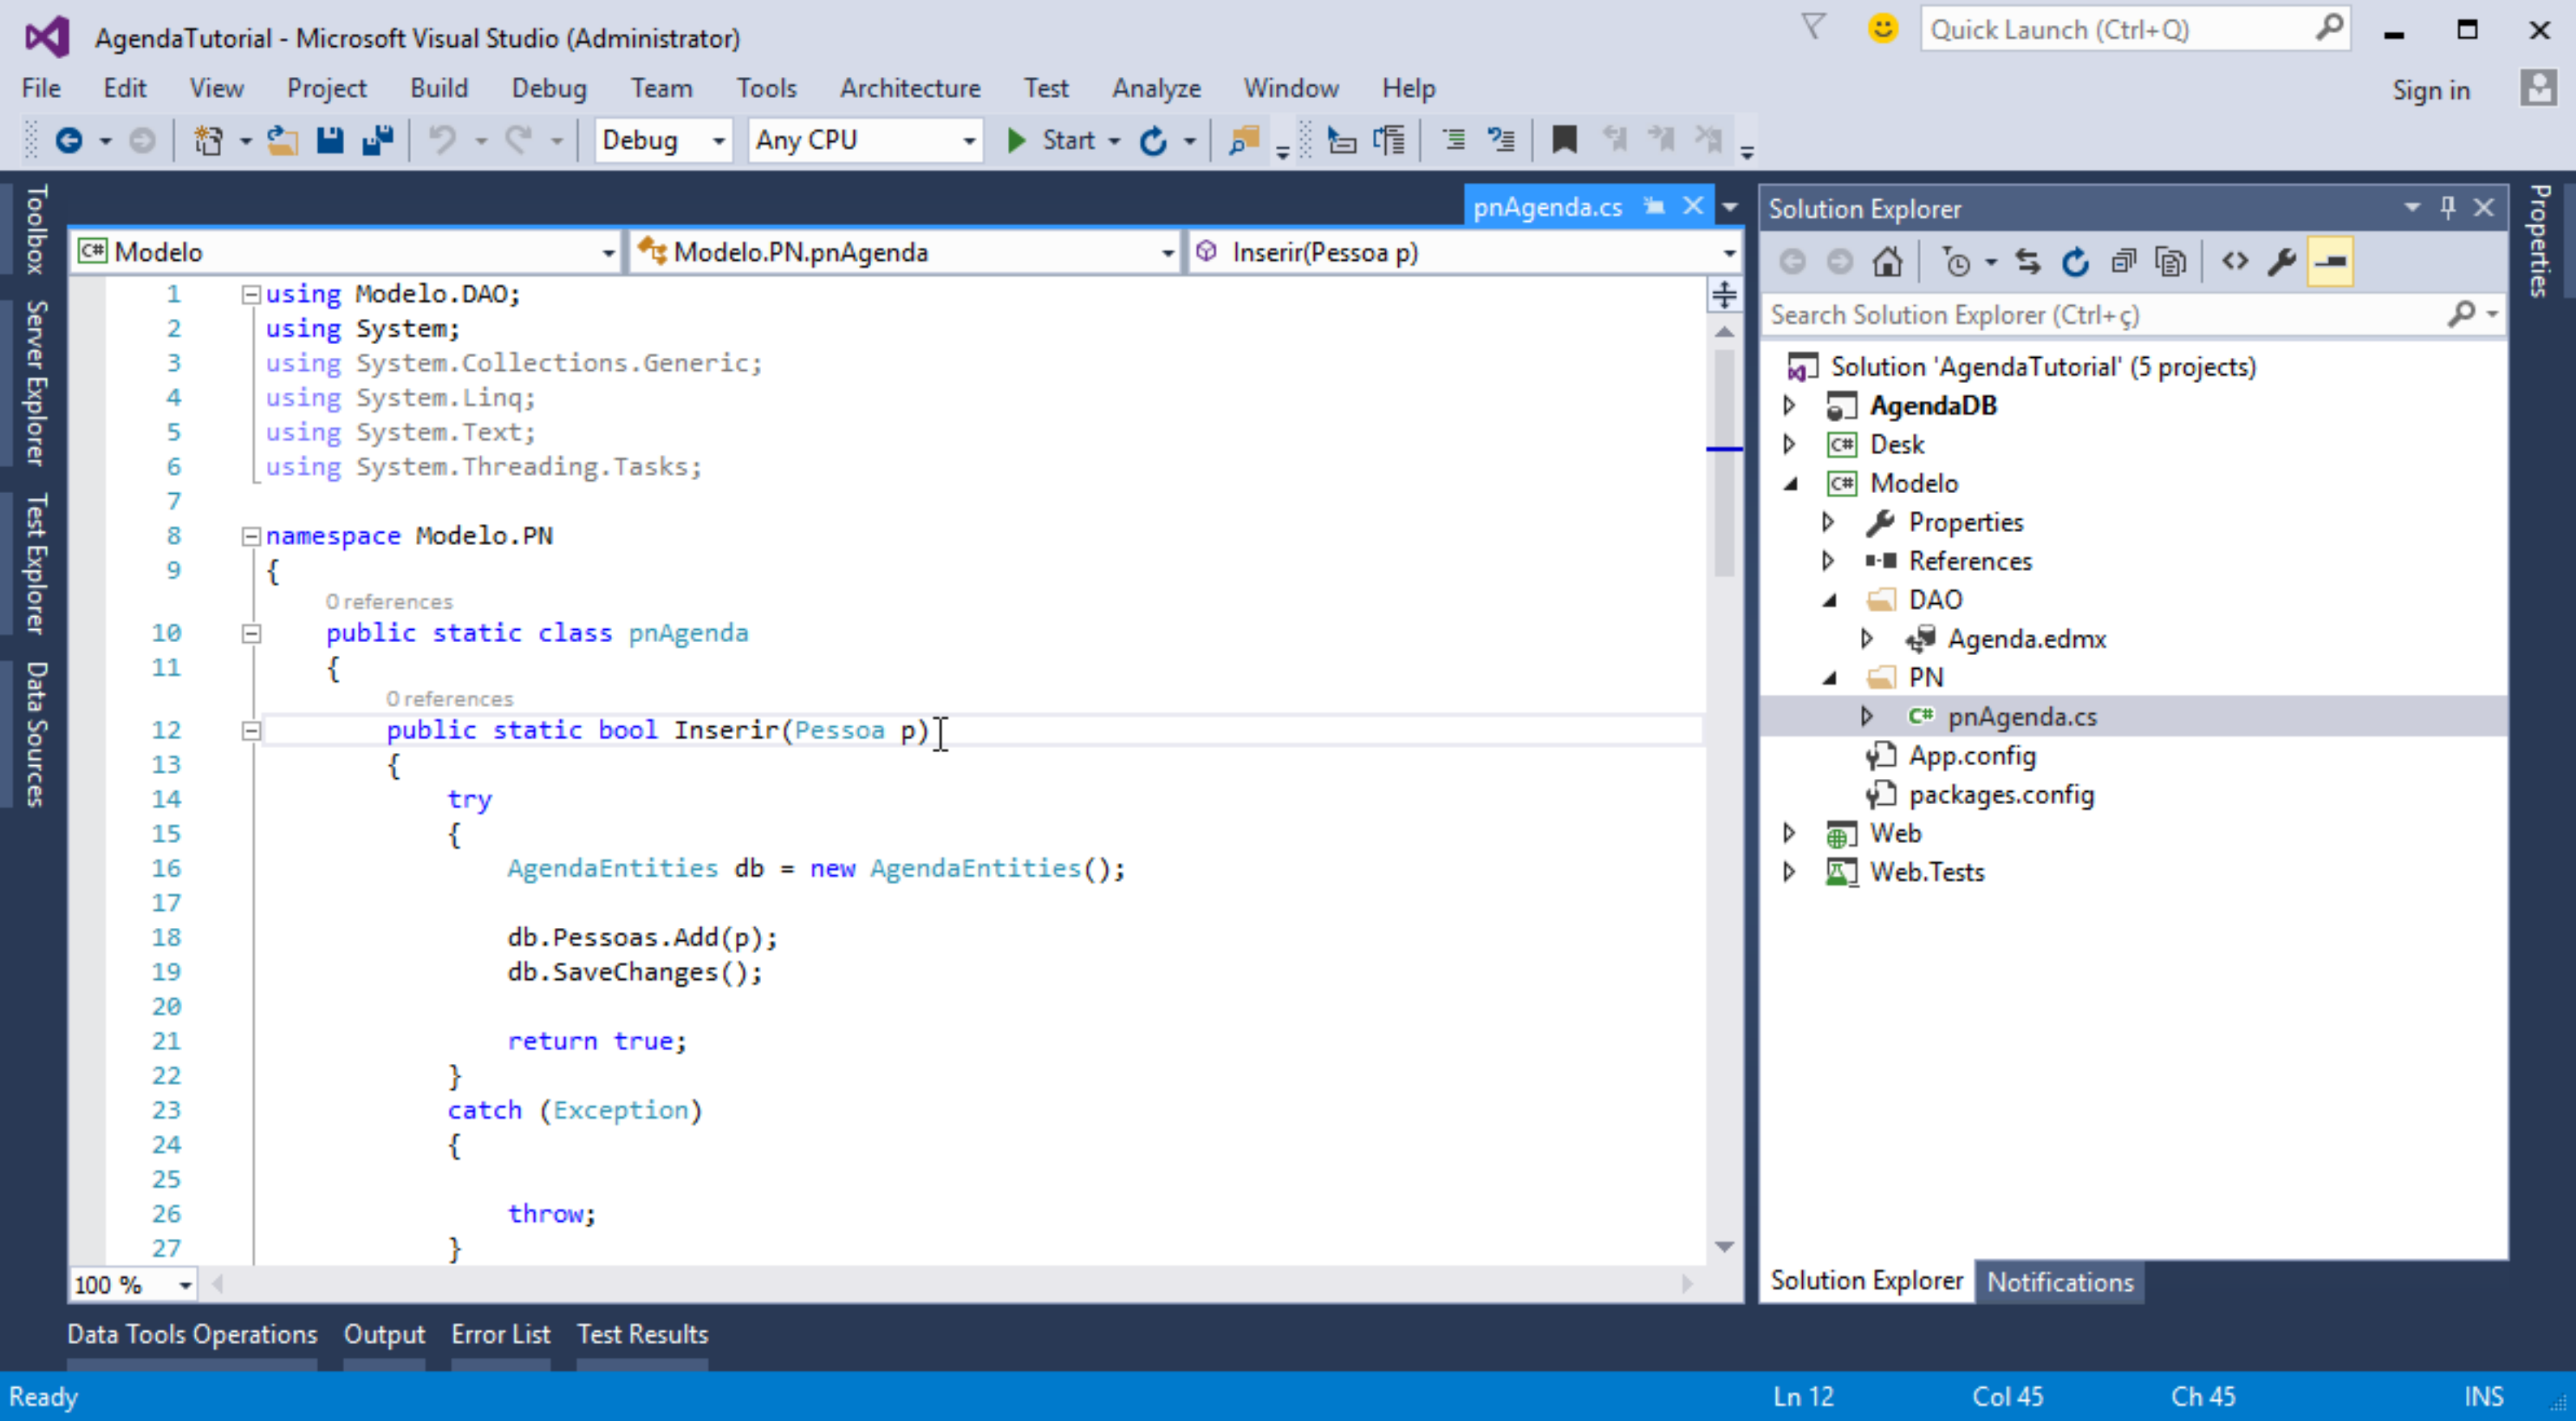 AgendaTutorial - Microsoft Visual Studio (Administrator)
Quick Launch (Ctrl+Q)
File Edit View Project Build Debug Team Tools Architecture Test Analyze Window Help
Sign in
Debug Any CPU Start
Toolbox
Server Explorer
Test Explorer
Data Sources
pnAgenda.cs
C# Modelo Modelo.PN.pnAgenda Inserir(Pessoa p)
1 using Modelo.DAO;
2 using System;
3 using System.Collections.Generic;
4 using System.Linq;
5 using System.Text;
6 using System.Threading.Tasks;
7
8 namespace Modelo.PN
9 {
0 references
10 public static class pnAgenda
11 {
0 references
12 public static bool Inserir(Pessoa p)
13 {
14 try
15 {
16 AgendaEntities db = new AgendaEntities();
17
18 db.Pessoas.Add(p);
19 db.SaveChanges();
20
21 return true;
22 }
23 catch (Exception)
24 {
25
26 throw;
27 }
100 %
Solution Explorer
Search Solution Explorer (Ctrl+ç)
Solution 'AgendaTutorial' (5 projects)
AgendaDB
C# Desk
C# Modelo
Properties
References
DAO
Agenda.edmx
PN
C# pnAgenda.cs
App.config
packages.config
Web
Web.Tests
Solution Explorer Notifications
Properties
Data Tools Operations Output Error List Test Results
Ready Ln 12 Col 45 Ch 45 INS